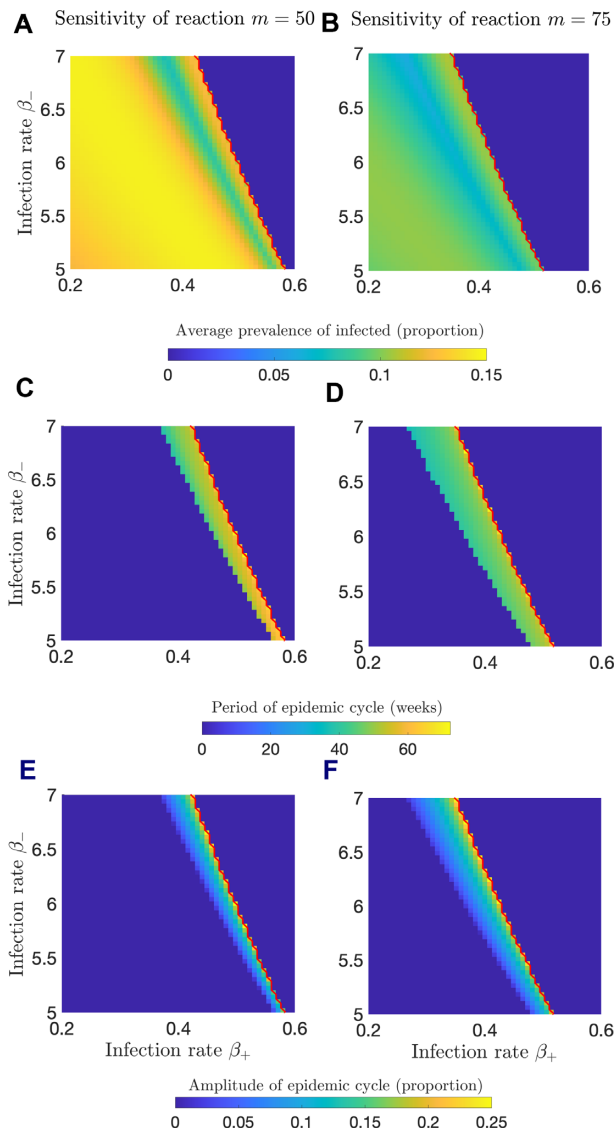 A Sensitivity of reaction m = 50
B Sensitivity of reaction m = 75
7
6.5
6
5.5
5
Infection rate β−
0.2 0.4 0.6
7
6.5
6
5.5
5
0.2 0.4 0.6
Average prevalence of infected (proportion)
0 0.05 0.1 0.15
C
7
6.5
6
5.5
5
Infection rate β−
0.2 0.4 0.6
D
7
6.5
6
5.5
5
0.2 0.4 0.6
Period of epidemic cycle (weeks)
0 20 40 60
E
7
6.5
6
5.5
5
Infection rate β−
0.2 0.4 0.6
Infection rate β+
F
7
6.5
6
5.5
5
0.2 0.4 0.6
Infection rate β+
Amplitude of epidemic cycle (proportion)
0 0.05 0.1 0.15 0.2 0.25